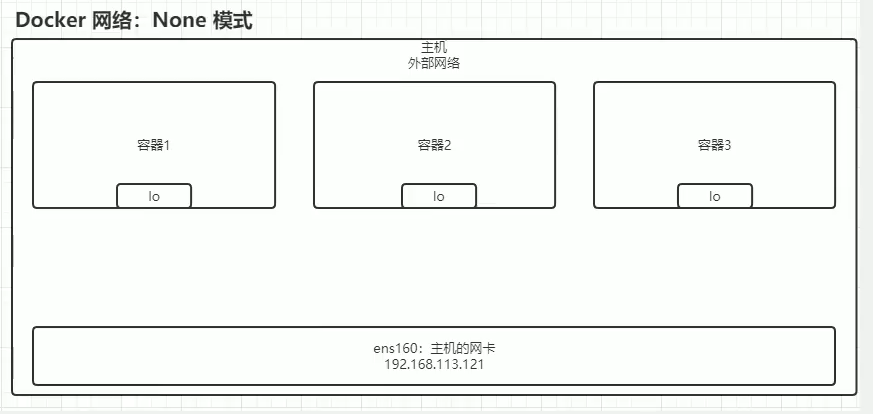 Docker 网络：None 模式
主机
外部网络
容器1
容器2
容器3
lo
lo
lo
ens160：主机的网卡
192.168.113.121